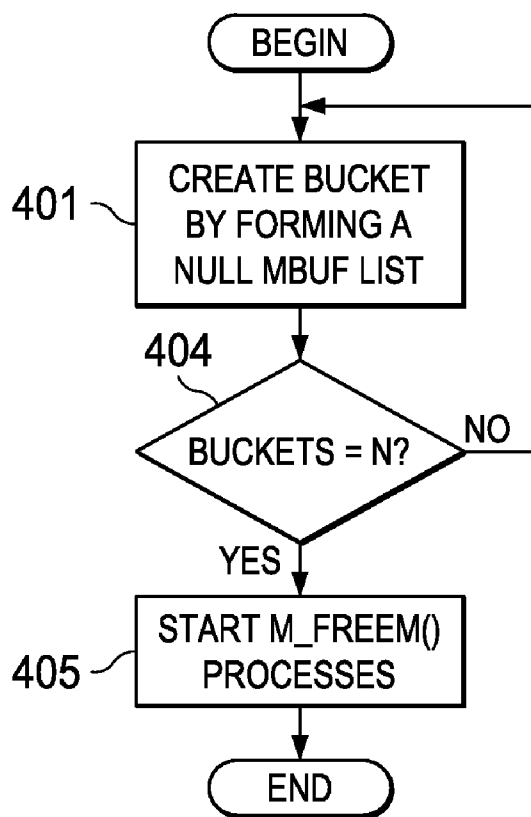 BEGIN
401
CREATE BUCKET
BY FORMING A
NULL MBUF LIST
404
BUCKETS = N?
NO
YES
405
START M_FREEM()
PROCESSES
END